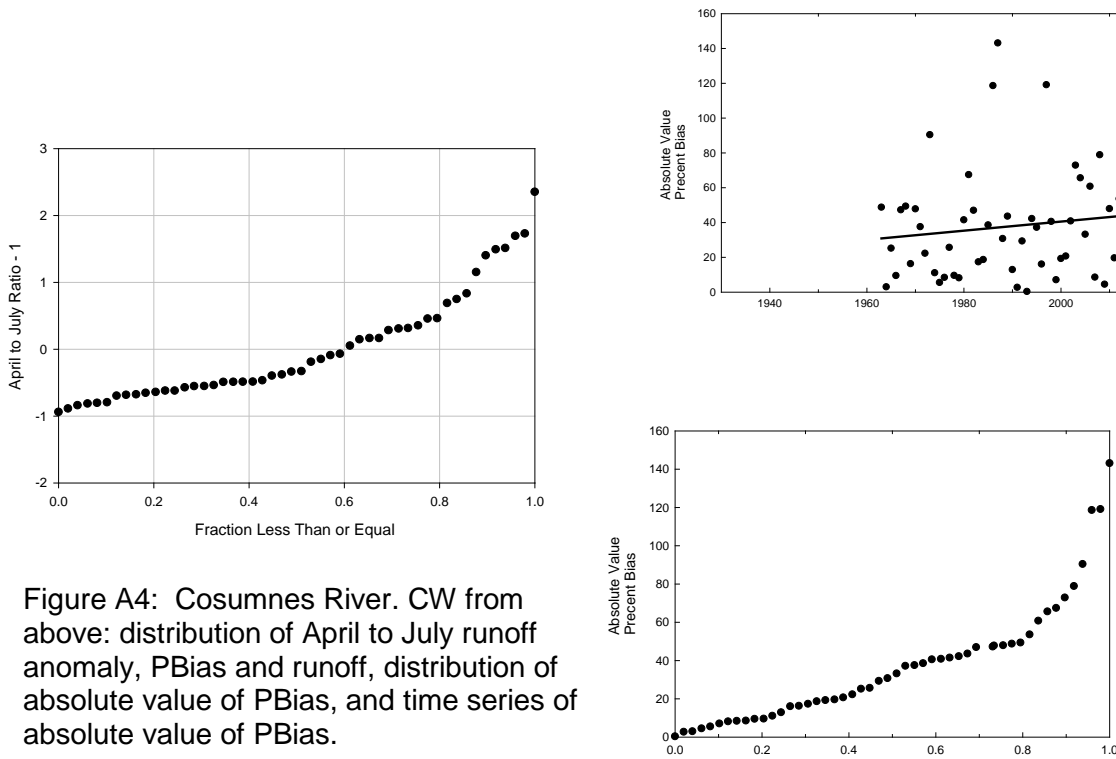 3
2
1
0
-1
-2
April to July Ratio - 1
0.0 0.2 0.4 0.6 0.8 1.0
Fraction Less Than or Equal
Figure A4: Cosumnes River. CW from
above: distribution of April to July runoff
anomaly, PBias and runoff, distribution of
absolute value of PBias, and time series of
absolute value of PBias.
160
140
120
100
80
60
40
20
0
Absolute Value
Precent Bias
1940 1960 1980 2000
160
140
120
100
80
60
40
20
0
Absolute Value
Precent Bias
0.0 0.2 0.4 0.6 0.8 1.0